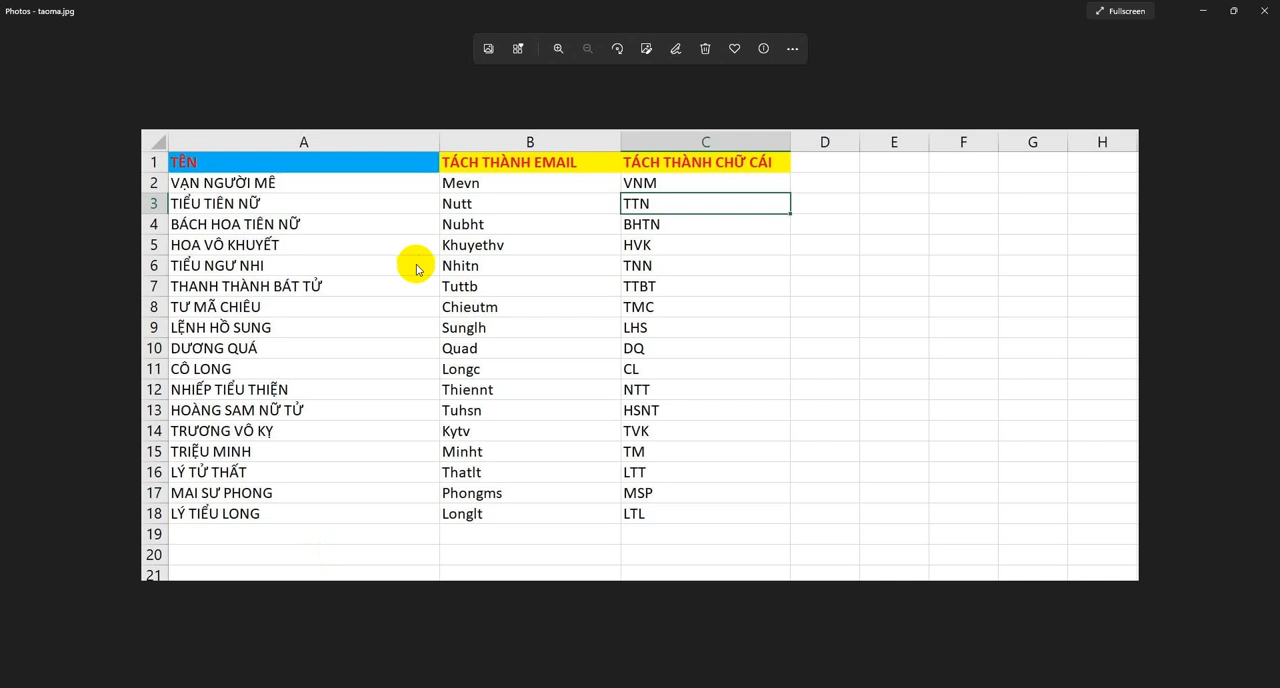 Photos - taoma.jpg
Fullscreen
A B C D E F G H
1 TÊN TÁCH THÀNH EMAIL TÁCH THÀNH CHỮ CÁI
2 VẠN NGƯỜI MÊ Mevn VNM
3 TIỂU TIÊN NỮ Nutt TTN
4 BÁCH HOA TIÊN NỮ Nubht BHTN
5 HOA VÔ KHUYẾT Khuyethv HVK
6 TIỂU NGƯ NHI Nhitn TNN
7 THANH THÀNH BÁT TỬ Tuttb TTBT
8 TƯ MÃ CHIÊU Chieutm TMC
9 LỆNH HỒ SUNG Sunglh LHS
10 DƯƠNG QUÁ Quad DQ
11 CÔ LONG Longc CL
12 NHIẾP TIỂU THIỆN Thiennt NTT
13 HOÀNG SAM NỮ TỬ Tuhsn HSNT
14 TRƯƠNG VÔ KỴ Kytv TVK
15 TRIỆU MINH Minht TM
16 LÝ TỬ THẤT Thatlt LTT
17 MAI SƯ PHONG Phongms MSP
18 LÝ TIỂU LONG Longlt LTL
19
20
21